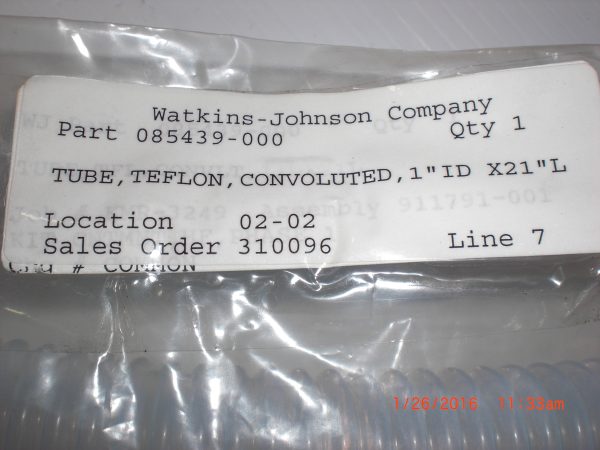 Watkins-Johnson Company
Part 085439-000 Qty 1
TUBE,TEFLON,CONVOLUTED,1"ID X21"L
Location 02-02
Sales Order 310096 Line 7
# COMMON
1/26/2016 11:33am